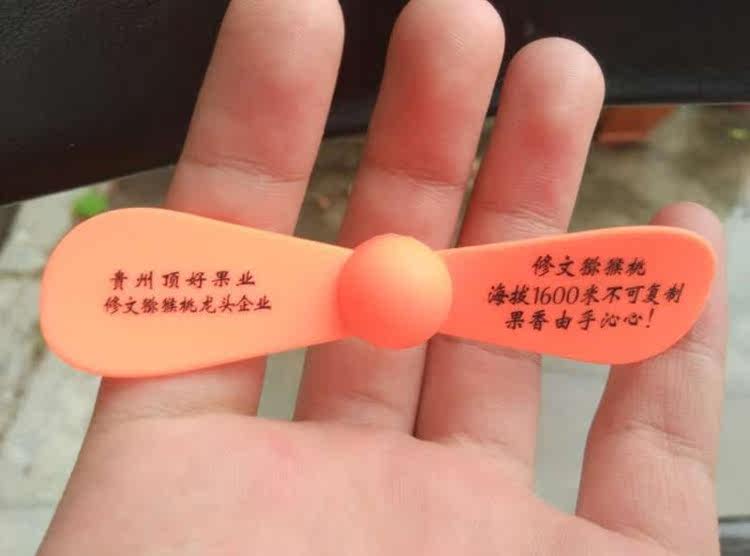 贵州顶好果业
修文猕猴桃龙头企业
修文猕猴桃
海拔1600米不可复制
果香由乎沁心！